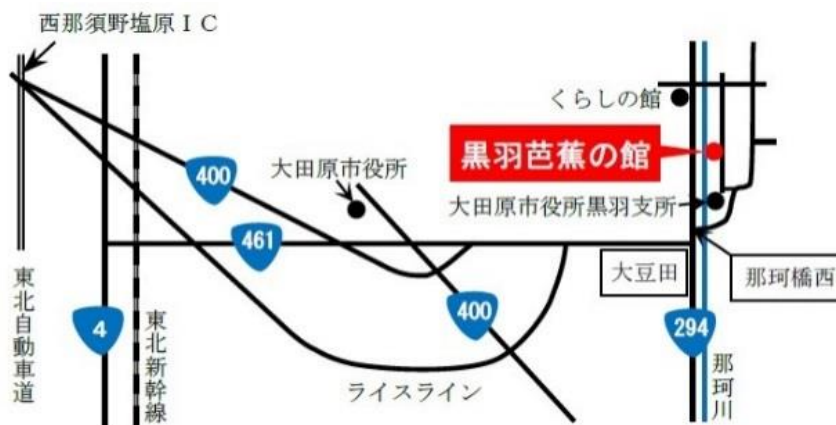 西那須野塩原ＩＣ
くらしの館
黒羽芭蕉の館
400
大田原市役所
大田原市役所黒羽支所
461
大豆田
那珂橋西
東北自動車道
4
東北新幹線
400
294
那珂川
ライスライン